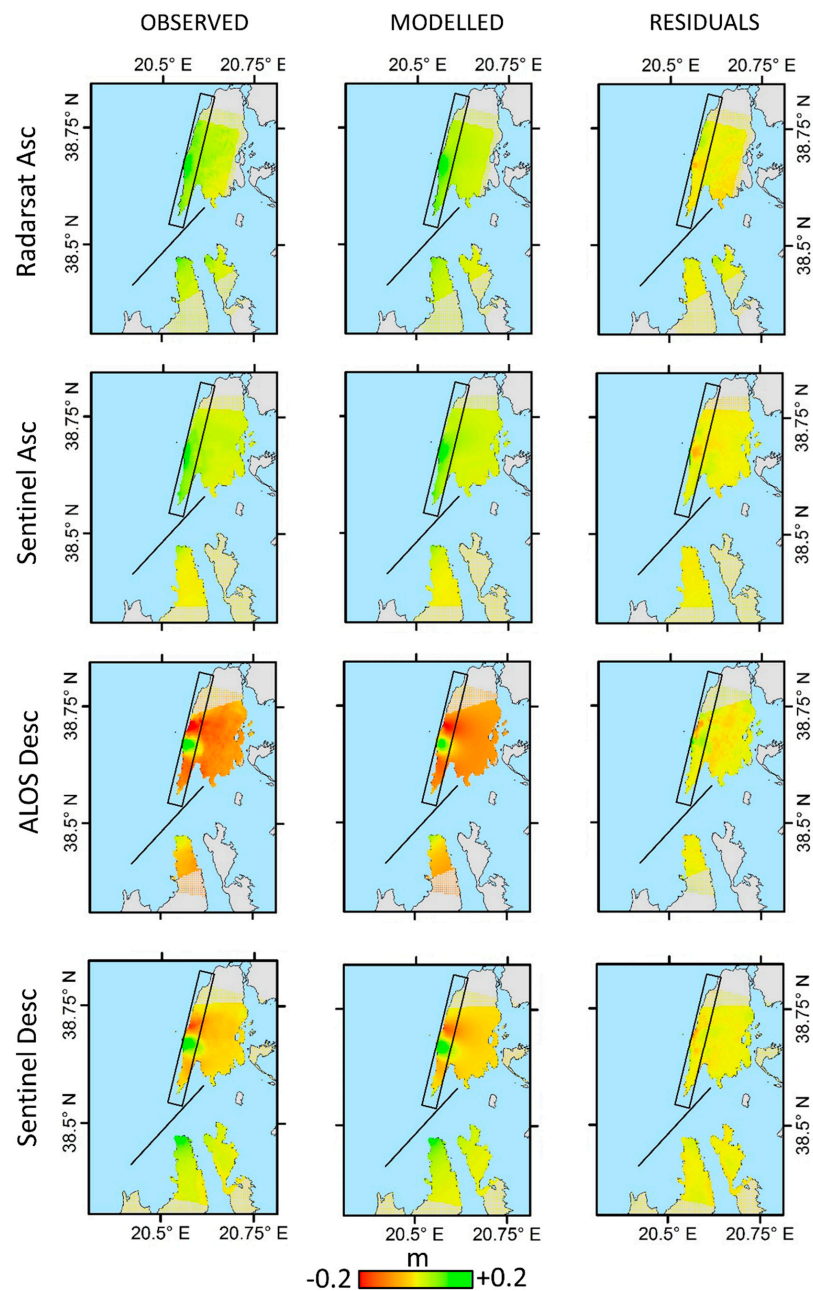 OBSERVED MODELLED RESIDUALS
20.5° E 20.75° E 20.5° E 20.75° E 20.5° E 20.75° E
Radarsat Asc
38.75° N
38.5° N
38.75° N
38.5° N
Sentinel Asc
38.75° N
38.5° N
38.75° N
38.5° N
ALOS Desc
38.75° N
38.5° N
38.75° N
38.5° N
Sentinel Desc
38.75° N
38.5° N
38.75° N
38.5° N
20.5° E 20.75° E 20.5° E 20.75° E 20.5° E 20.75° E
m
-0.2 +0.2